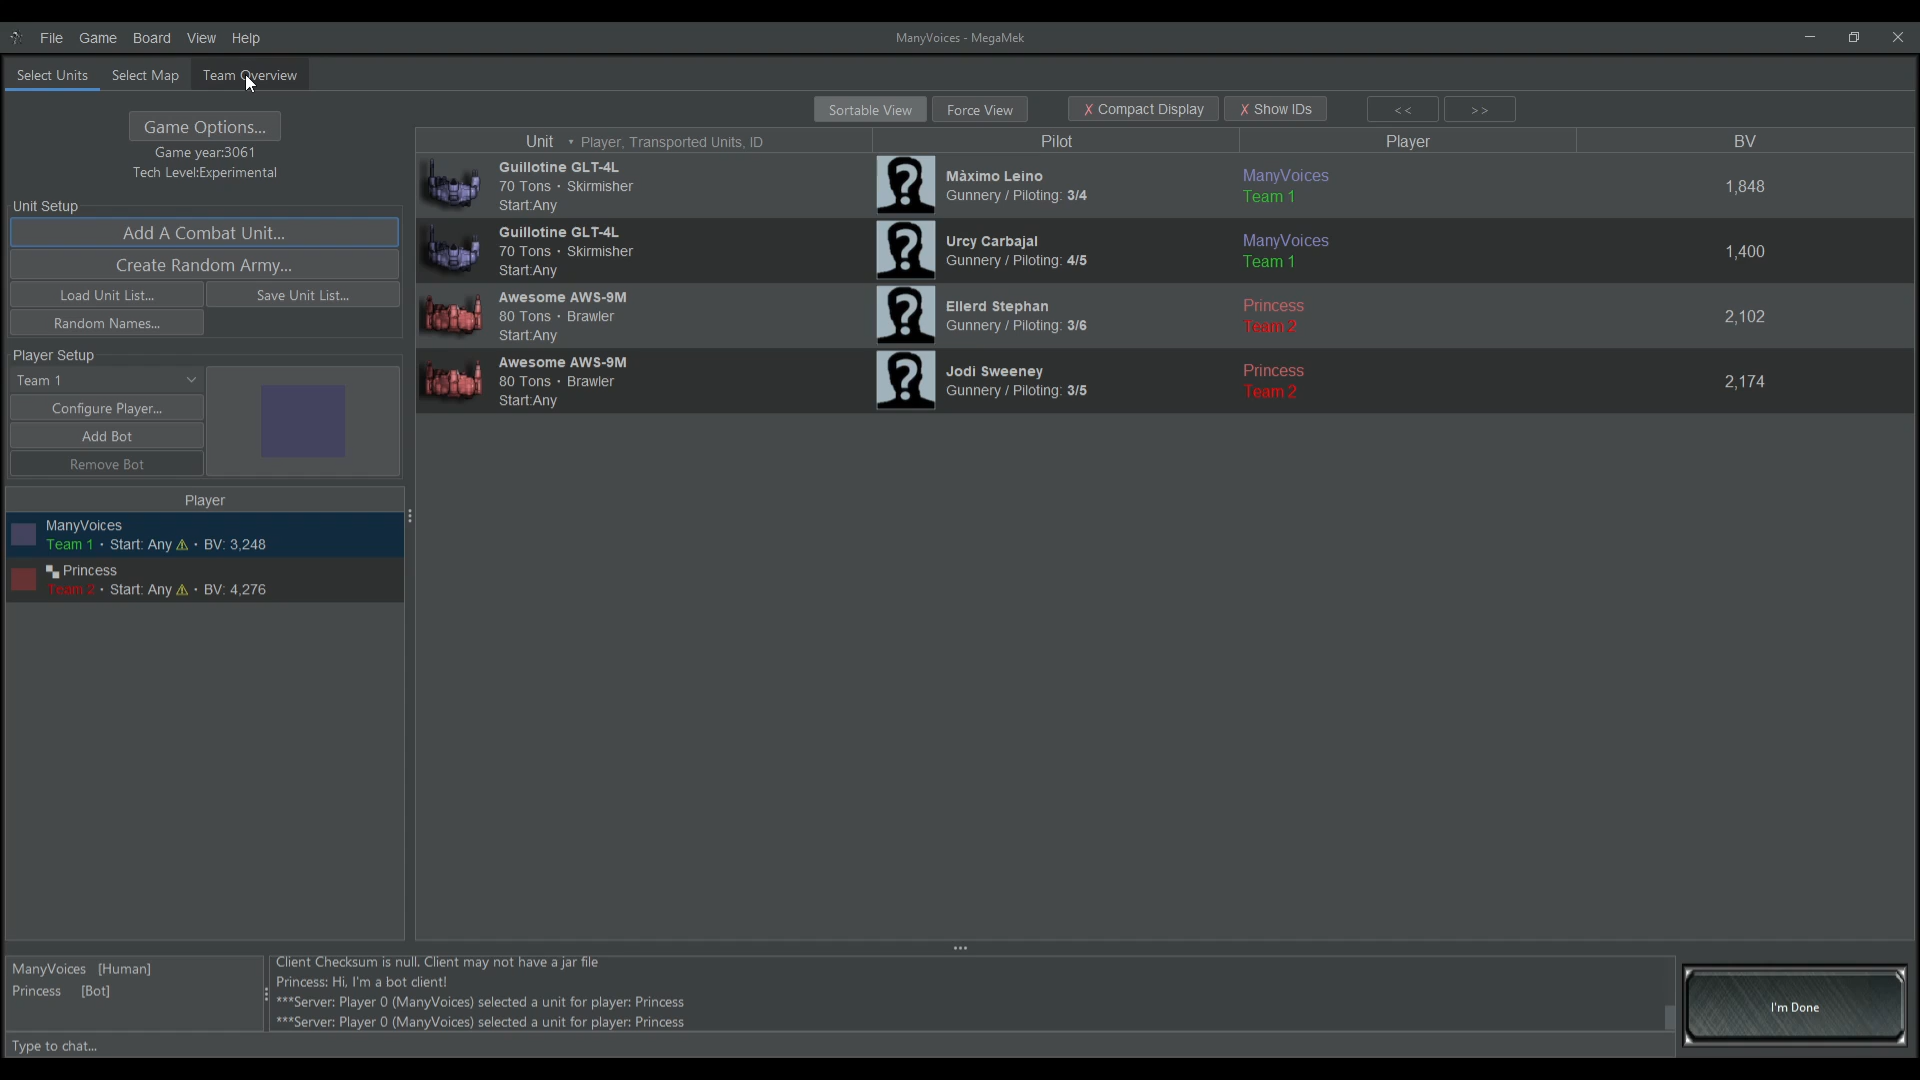 File Game Board View Help
ManyVoices - MegaMek
Select Units Select Map Team Overview
Game Options...
Game year:3061
Tech Level:Experimental
Unit Setup
Add A Combat Unit...
Create Random Army...
Load Unit List... Save Unit List...
Random Names...
Player Setup
Team 1
Configure Player...
Add Bot
Remove Bot
Player
ManyVoices
Team 1 · Start: Any ⚠ · BV: 3,248
Princess
Team 2 · Start: Any ⚠ · BV: 4,276
Sortable View Force View ✗ Compact Display ✗ Show IDs << >>
Unit ▾ Player, Transported Units, ID Pilot Player BV
Guillotine GLT-4L
70 Tons · Skirmisher
Start:Any
Máximo Leino
Gunnery / Piloting: 3/4
ManyVoices
Team 1
1,848
Guillotine GLT-4L
70 Tons · Skirmisher
Start:Any
Urcy Carbajal
Gunnery / Piloting: 4/5
ManyVoices
Team 1
1,400
Awesome AWS-9M
80 Tons · Brawler
Start:Any
Ellerd Stephan
Gunnery / Piloting: 3/6
Princess
Team 2
2,102
Awesome AWS-9M
80 Tons · Brawler
Start:Any
Jodi Sweeney
Gunnery / Piloting: 3/5
Princess
Team 2
2,174
ManyVoices [Human]
Princess [Bot]
Client Checksum is null. Client may not have a jar file
Princess: Hi, I'm a bot client!
***Server: Player 0 (ManyVoices) selected a unit for player: Princess
***Server: Player 0 (ManyVoices) selected a unit for player: Princess
Type to chat...
I'm Done